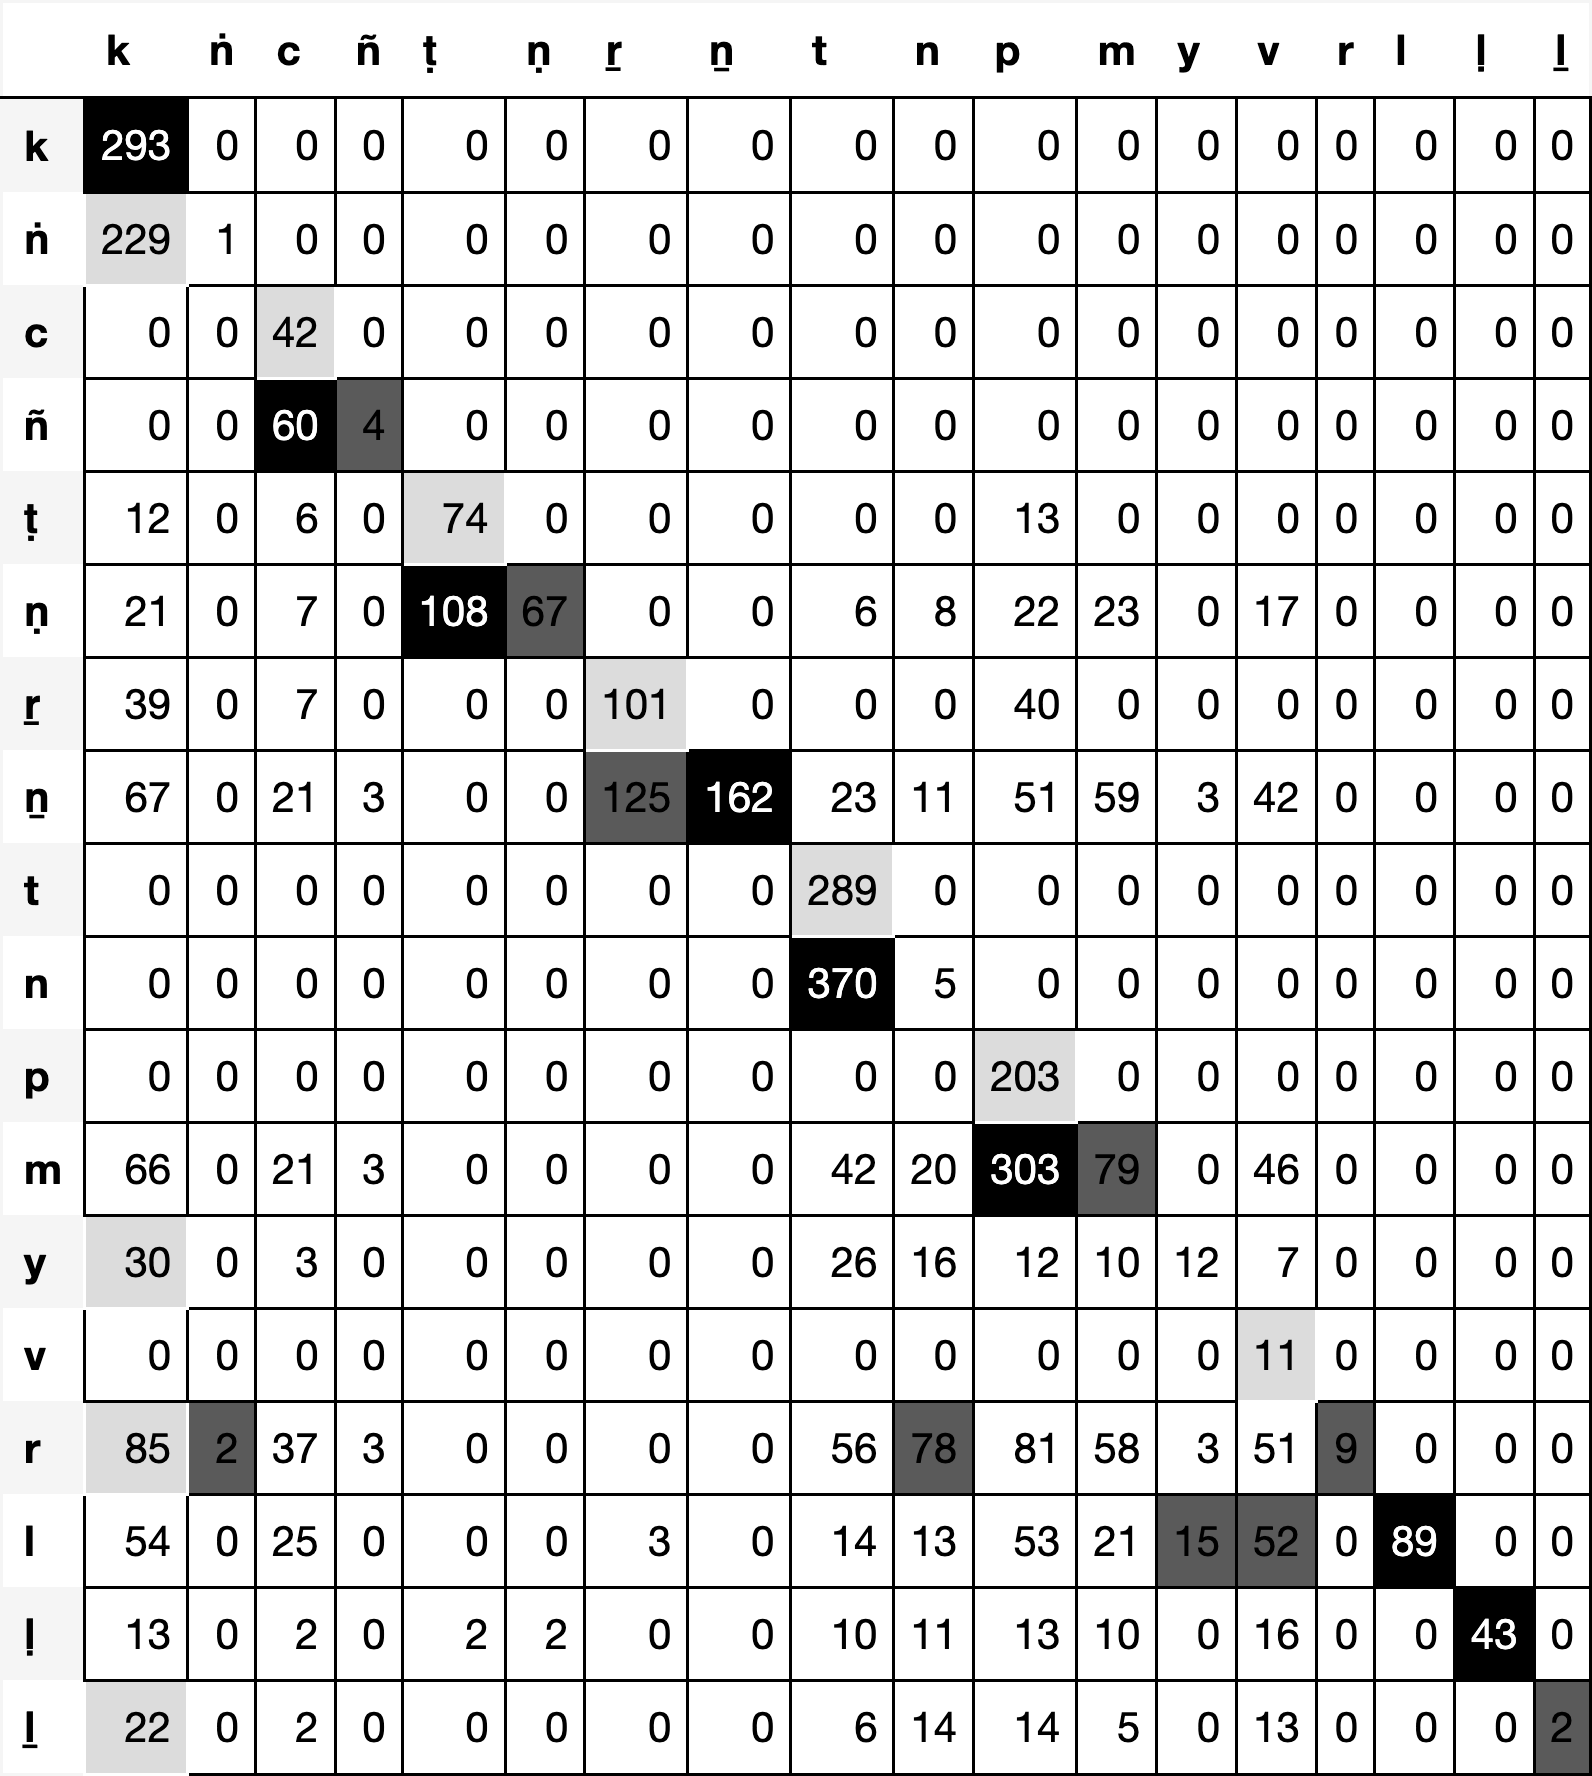 k ṅ c ñ ṭ ṇ ṟ ṉ t n p m y v r l ḷ ḻ
k 293 0 0 0 0 0 0 0 0 0 0 0 0 0 0 0 0 0
ṅ 229 1 0 0 0 0 0 0 0 0 0 0 0 0 0 0 0 0
c 0 0 42 0 0 0 0 0 0 0 0 0 0 0 0 0 0 0
ñ 0 0 60 4 0 0 0 0 0 0 0 0 0 0 0 0 0 0
ṭ 12 0 6 0 74 0 0 0 0 0 13 0 0 0 0 0 0 0
ṇ 21 0 7 0 108 67 0 0 6 8 22 23 0 17 0 0 0 0
ṟ 39 0 7 0 0 0 101 0 0 0 40 0 0 0 0 0 0 0
ṉ 67 0 21 3 0 0 125 162 23 11 51 59 3 42 0 0 0 0
t 0 0 0 0 0 0 0 0 289 0 0 0 0 0 0 0 0 0
n 0 0 0 0 0 0 0 0 370 5 0 0 0 0 0 0 0 0
p 0 0 0 0 0 0 0 0 0 0 203 0 0 0 0 0 0 0
m 66 0 21 3 0 0 0 0 42 20 303 79 0 46 0 0 0 0
y 30 0 3 0 0 0 0 0 26 16 12 10 12 7 0 0 0 0
v 0 0 0 0 0 0 0 0 0 0 0 0 0 11 0 0 0 0
r 85 2 37 3 0 0 0 0 56 78 81 58 3 51 9 0 0 0
l 54 0 25 0 0 0 3 0 14 13 53 21 15 52 0 89 0 0
ḷ 13 0 2 0 2 2 0 0 10 11 13 10 0 16 0 0 43 0
ḻ 22 0 2 0 0 0 0 0 6 14 14 5 0 13 0 0 0 2